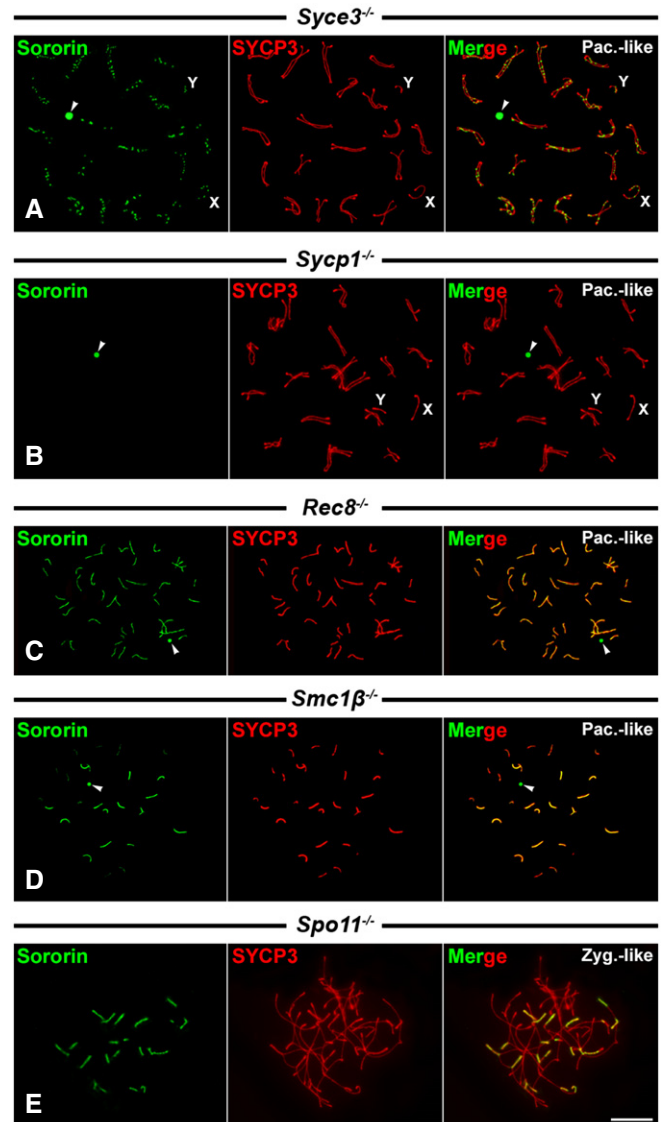 Syce3-/-
Sororin SYCP3 Merge Pac.-like
Y Y Y
X X X
A
Sycp1-/-
Sororin SYCP3 Merge Pac.-like
Y X Y X
B
Rec8-/-
Sororin SYCP3 Merge Pac.-like
C
Smc1β-/-
Sororin SYCP3 Merge Pac.-like
D
Spo11-/-
Sororin SYCP3 Merge Zyg.-like
E